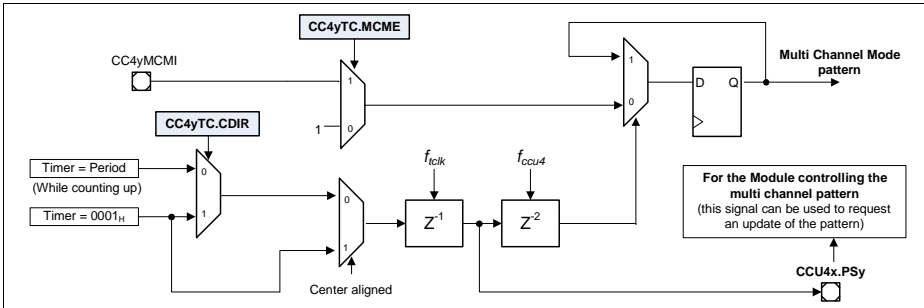 CC4yTC.MCME
CC4yMCMI
1
1
0
1
0
D Q
Multi Channel Mode
pattern
CC4yTC.CDIR
Timer = Period
(While counting up)
Timer = 0001H
0
1
0
1
Center aligned
ftclk
Z-1
fccu4
Z-2
For the Module controlling the
multi channel pattern
(this signal can be used to request
an update of the pattern)
CCU4x.PSy